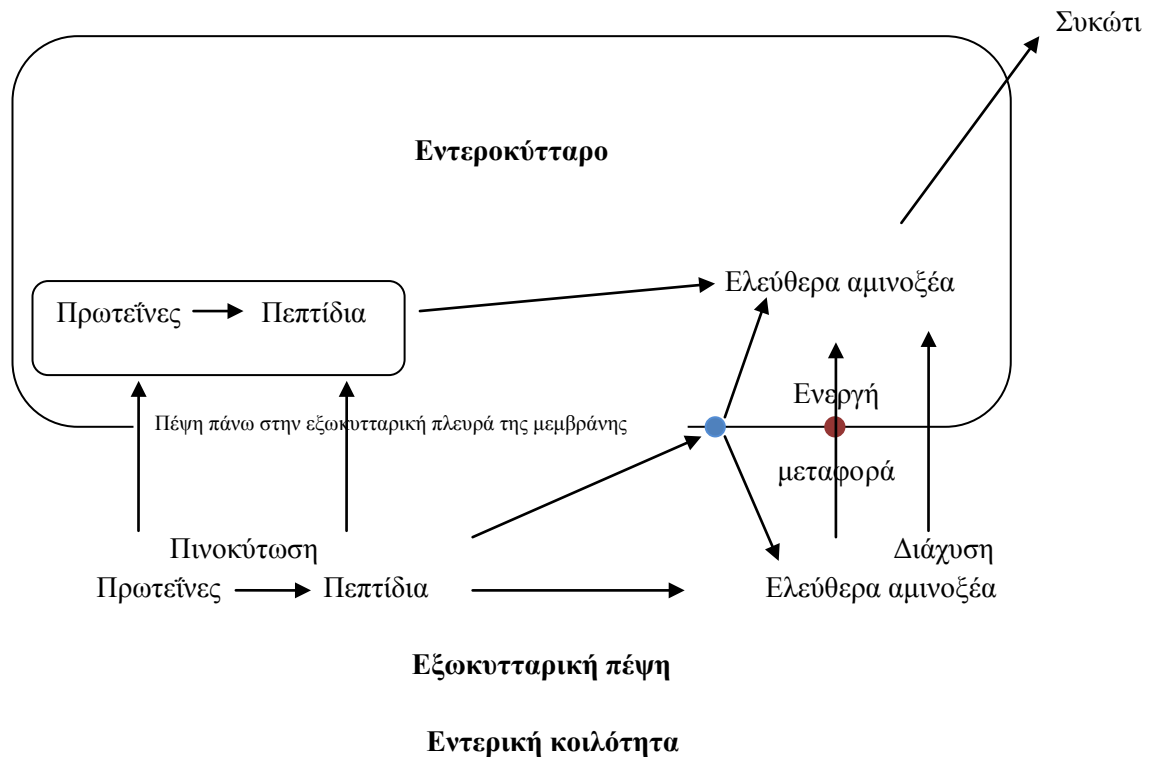 Συκώτι
Εντεροκύτταρο
Ελεύθερα αμινοξέα
Πρωτεΐνες Πεπτίδια
Ενεργή
Πέψη πάνω στην εξωκυτταρική πλευρά της μεμβράνης
μεταφορά
Πινοκύτωση Διάχυση
Πρωτεΐνες Πεπτίδια Ελεύθερα αμινοξέα
Εξωκυτταρική πέψη
Εντερική κοιλότητα